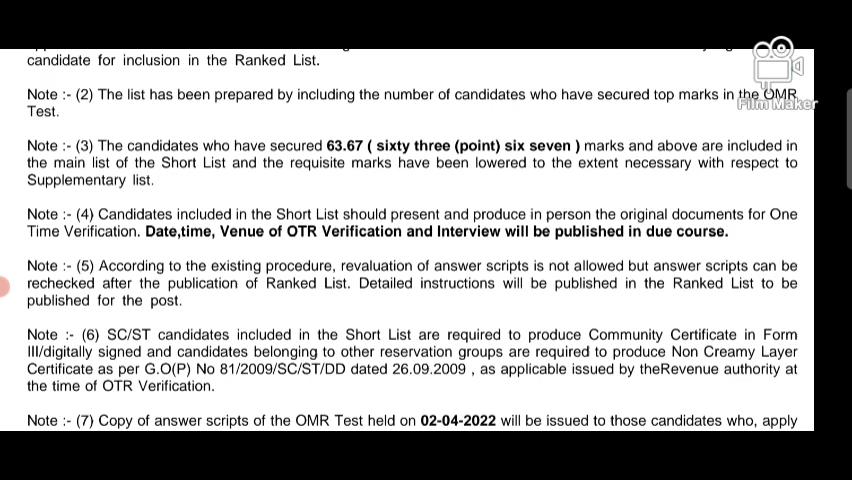 candidate for inclusion in the Ranked List.
Note :- (2) The list has been prepared by including the number of candidates who have secured top marks in the OMR
Test.
Film Maker
Note :- (3) The candidates who have secured 63.67 ( sixty three (point) six seven ) marks and above are included in
the main list of the Short List and the requisite marks have been lowered to the extent necessary with respect to
Supplementary list.
Note :- (4) Candidates included in the Short List should present and produce in person the original documents for One
Time Verification. Date,time, Venue of OTR Verification and Interview will be published in due course.
Note :- (5) According to the existing procedure, revaluation of answer scripts is not allowed but answer scripts can be
rechecked after the publication of Ranked List. Detailed instructions will be published in the Ranked List to be
published for the post.
Note :- (6) SC/ST candidates included in the Short List are required to produce Community Certificate in Form
III/digitally signed and candidates belonging to other reservation groups are required to produce Non Creamy Layer
Certificate as per G.O(P) No 81/2009/SC/ST/DD dated 26.09.2009 , as applicable issued by theRevenue authority at
the time of OTR Verification.
Note :- (7) Copy of answer scripts of the OMR Test held on 02-04-2022 will be issued to those candidates who, apply